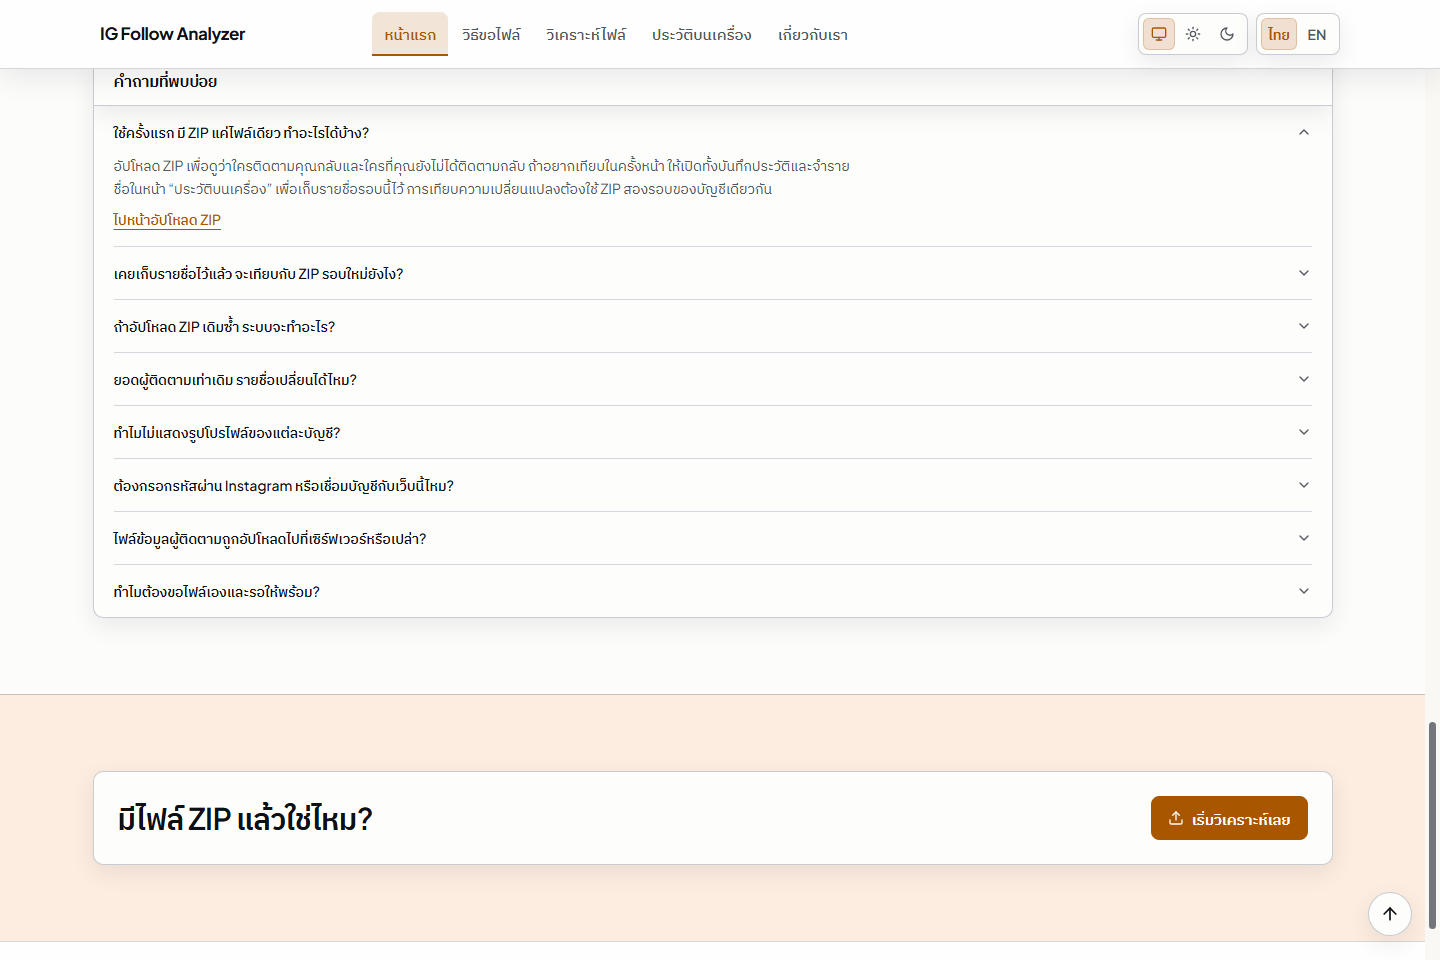 IG Follow Analyzer
หน้าแรก
วิธีขอไฟล์
วิเคราะห์ไฟล์
ประวัติบนเครื่อง
เกี่ยวกับเรา
ไทย
EN
คำถามที่พบบ่อย
ใช้ครั้งแรก มี ZIP แค่ไฟล์เดียว ทำอะไรได้บ้าง?
อัปโหลด ZIP เพื่อดูว่าใครติดตามคุณกลับและใครที่คุณยังไม่ได้ติดตามกลับ ถ้าอยากเทียบในครั้งหน้า ให้เปิดทั้งบันทึกประวัติและจำราย
ชื่อในหน้า “ประวัติบนเครื่อง” เพื่อเก็บรายชื่อรอบนี้ไว้ การเทียบความเปลี่ยนแปลงต้องใช้ ZIP สองรอบของบัญชีเดียวกัน
ไปหน้าอัปโหลด ZIP
เคยเก็บรายชื่อไว้แล้ว จะเทียบกับ ZIP รอบใหม่ยังไง?
ถ้าอัปโหลด ZIP เดิมซ้ำ ระบบจะทำอะไร?
ยอดผู้ติดตามเท่าเดิม รายชื่อเปลี่ยนได้ไหม?
ทำไมไม่แสดงรูปโปรไฟล์ของแต่ละบัญชี?
ต้องกรอกรหัสผ่าน Instagram หรือเชื่อมบัญชีกับเว็บนี้ไหม?
ไฟล์ข้อมูลผู้ติดตามถูกอัปโหลดไปที่เซิร์ฟเวอร์หรือเปล่า?
ทำไมต้องขอไฟล์เองและรอให้พร้อม?
มีไฟล์ ZIP แล้วใช่ไหม?
เริ่มวิเคราะห์เลย